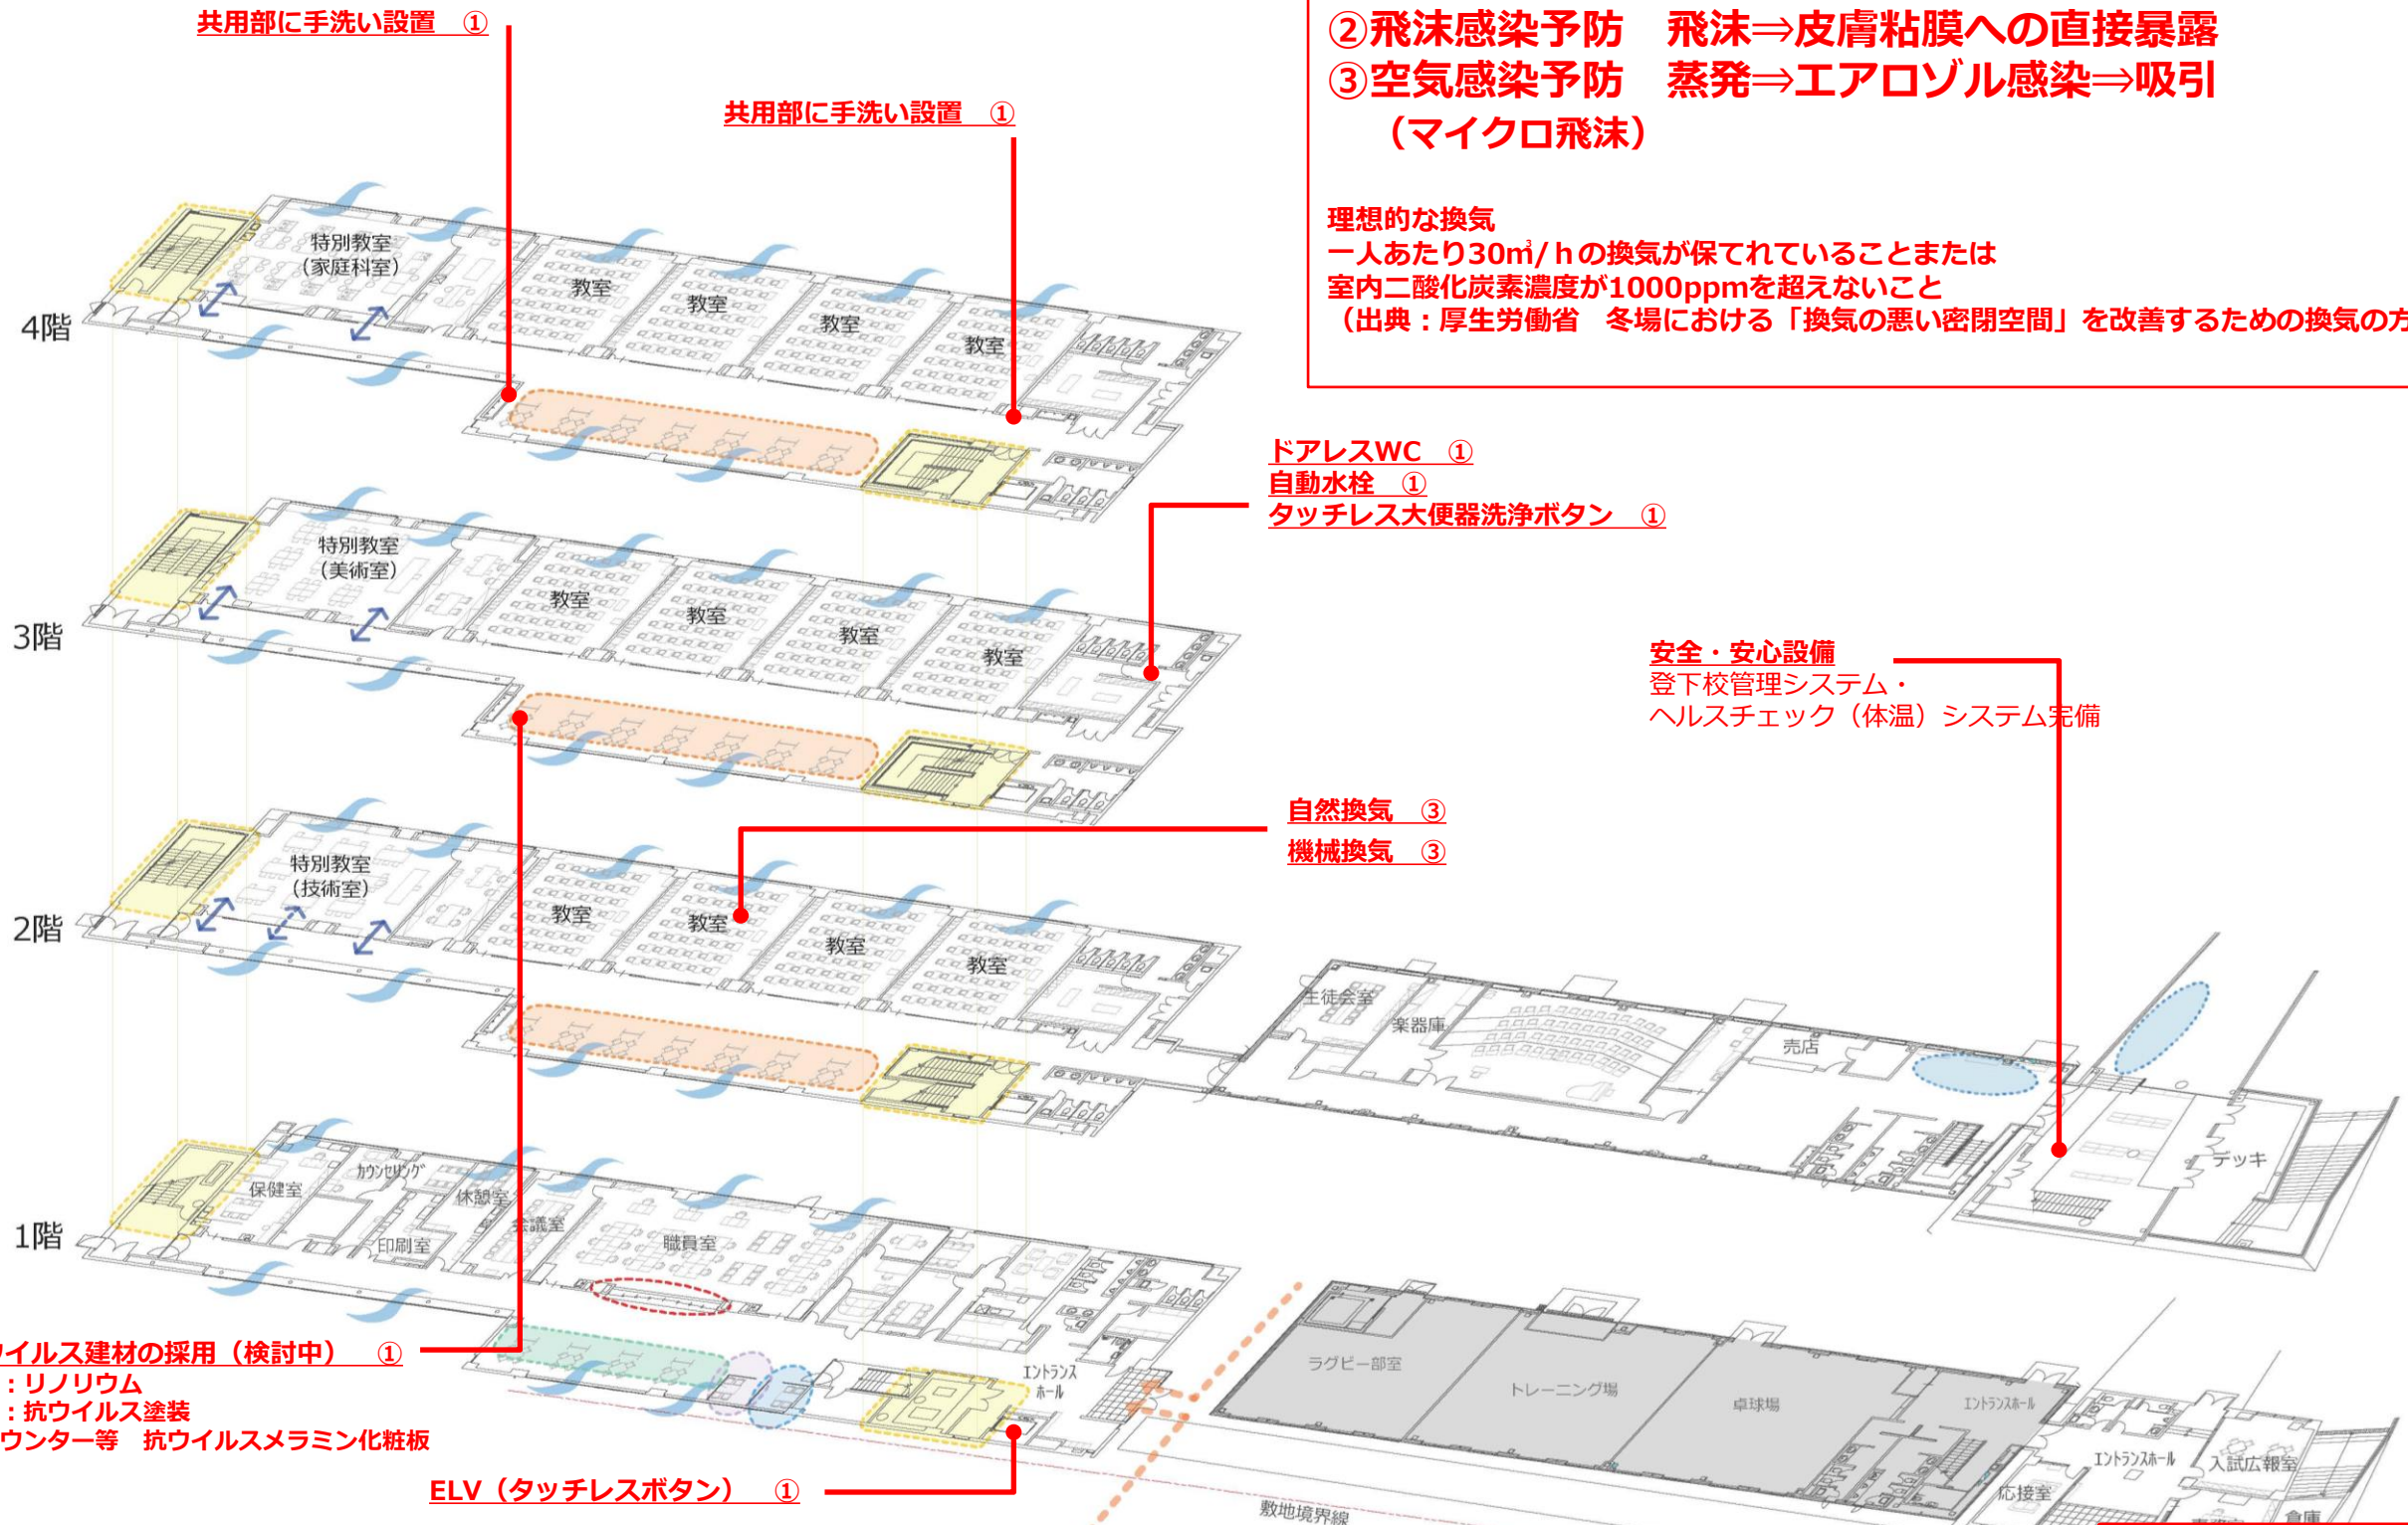 共用部に手洗い設置　①
共用部に手洗い設置　①
②飛沫感染予防　飛沫⇒皮膚粘膜への直接暴露
③空気感染予防　蒸発⇒エアロゾル感染⇒吸引
（マイクロ飛沫）
理想的な換気
一人あたり30㎥/ｈの換気が保てれていることまたは
室内二酸化炭素濃度が1000ppmを超えないこと
（出典：厚生労働省　冬場における「換気の悪い密閉空間」を改善するための換気の方
4階
特別教室
（家庭科室）
教室
教室
教室
教室
ドアレスWC　①
自動水栓　①
タッチレス大便器洗浄ボタン　①
3階
特別教室
（美術室）
教室
教室
教室
教室
安全・安心設備
登下校管理システム・
ヘルスチェック（体温）システム完備
自然換気　③
機械換気　③
2階
特別教室
（技術室）
教室
教室
教室
教室
生徒会室
楽器庫
売店
デッキ
1階
保健室
カウンセリング
印刷室
休憩室
会議室
職員室
エントランス
ホール
ラグビー部室
トレーニング場
卓球場
エントランスホール
エントランスホール
入試広報室
応接室
倉庫
敷地境界線
ウイルス建材の採用（検討中）　①
：リノリウム
：抗ウイルス塗装
ウンター等　抗ウイルスメラミン化粧板
ELV（タッチレスボタン）　①